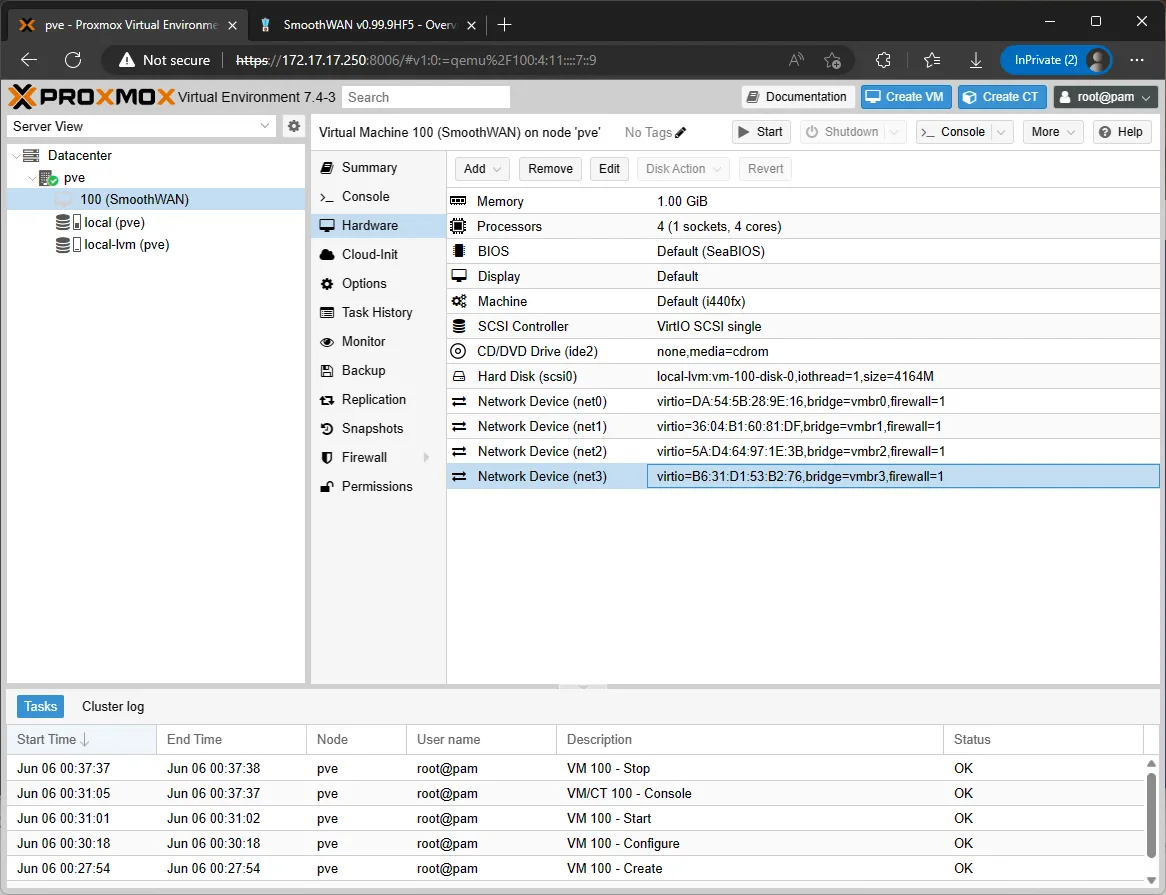 pve - Proxmox Virtual Environme
SmoothWAN v0.99.9HF5 - Overv
Not secure https://172.17.17.250:8006/#v1:0:=qemu%2F100:4:11::::7::9
InPrivate (2)
PROXMOX Virtual Environment 7.4-3 Search Documentation Create VM Create CT root@pam
Server View
Virtual Machine 100 (SmoothWAN) on node 'pve' No Tags Start Shutdown Console More Help
Datacenter
pve
100 (SmoothWAN)
local (pve)
local-lvm (pve)
Summary
Console
Hardware
Cloud-Init
Options
Task History
Monitor
Backup
Replication
Snapshots
Firewall
Permissions
Add Remove Edit Disk Action Revert
Memory 1.00 GiB
Processors 4 (1 sockets, 4 cores)
BIOS Default (SeaBIOS)
Display Default
Machine Default (i440fx)
SCSI Controller VirtIO SCSI single
CD/DVD Drive (ide2) none,media=cdrom
Hard Disk (scsi0) local-lvm:vm-100-disk-0,iothread=1,size=4164M
Network Device (net0) virtio=DA:54:5B:28:9E:16,bridge=vmbr0,firewall=1
Network Device (net1) virtio=36:04:B1:60:81:DF,bridge=vmbr1,firewall=1
Network Device (net2) virtio=5A:D4:64:97:1E:3B,bridge=vmbr2,firewall=1
Network Device (net3) virtio=B6:31:D1:53:B2:76,bridge=vmbr3,firewall=1
Tasks Cluster log
Start Time End Time Node User name Description Status
Jun 06 00:37:37 Jun 06 00:37:38 pve root@pam VM 100 - Stop OK
Jun 06 00:31:05 Jun 06 00:37:37 pve root@pam VM/CT 100 - Console OK
Jun 06 00:31:01 Jun 06 00:31:02 pve root@pam VM 100 - Start OK
Jun 06 00:30:18 Jun 06 00:30:18 pve root@pam VM 100 - Configure OK
Jun 06 00:27:54 Jun 06 00:27:54 pve root@pam VM 100 - Create OK